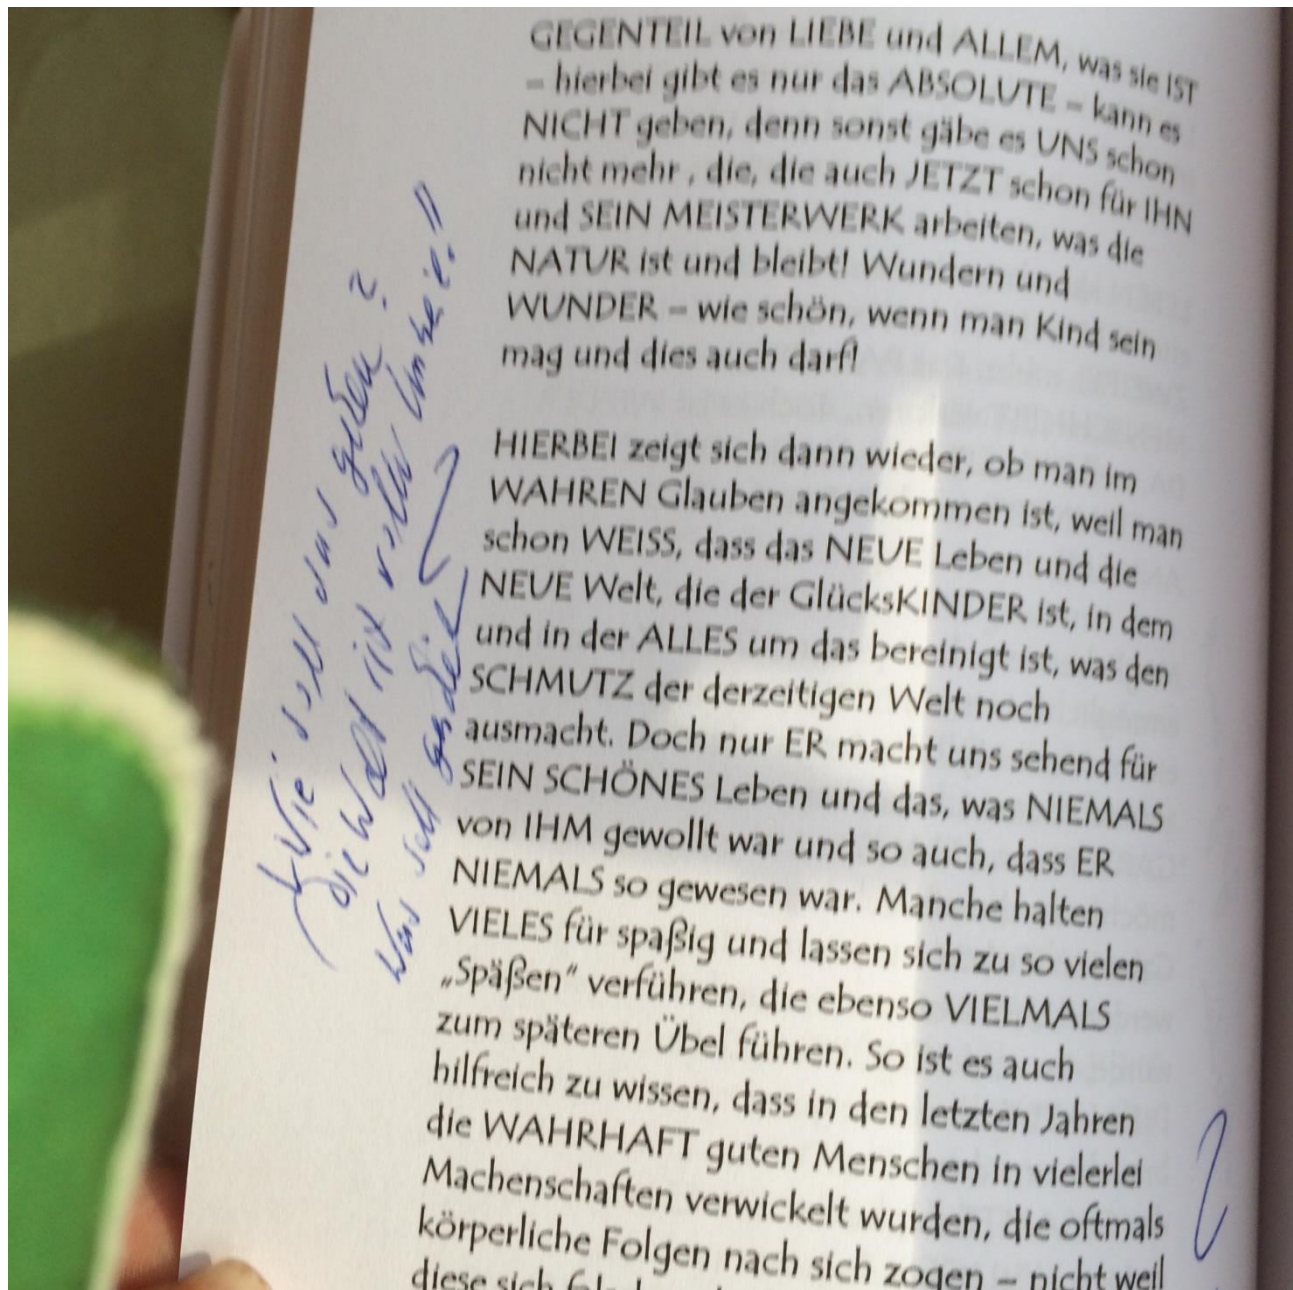 GEGENTEIL von LIEBE und ALLEM, was sie IST
– hierbei gibt es nur das ABSOLUTE – kann es
NICHT geben, denn sonst gäbe es UNS schon
nicht mehr , die, die auch JETZT schon für IHN
und SEIN MEISTERWERK arbeiten, was die
NATUR ist und bleibt! Wundern und
WUNDER – wie schön, wenn man Kind sein
mag und dies auch darf!
HIERBEI zeigt sich dann wieder, ob man im
WAHREN Glauben angekommen ist, weil man
schon WEISS, dass das NEUE Leben und die
NEUE Welt, die der GlücksKINDER ist, in dem
und in der ALLES um das bereinigt ist, was den
SCHMUTZ der derzeitigen Welt noch
ausmacht. Doch nur ER macht uns sehend für
SEIN SCHÖNES Leben und das, was NIEMALS
von IHM gewollt war und so auch, dass ER
NIEMALS so gewesen war. Manche halten
VIELES für spaßig und lassen sich zu so vielen
„Späßen“ verführen, die ebenso VIELMALS
zum späteren Übel führen. So ist es auch
hilfreich zu wissen, dass in den letzten Jahren
die WAHRHAFT guten Menschen in vielerlei
Machenschaften verwickelt wurden, die oftmals
körperliche Folgen nach sich zogen – nicht weil
diese sich
Wie soll das gehen?
die Welt ist voller Unheil!!
Was soll